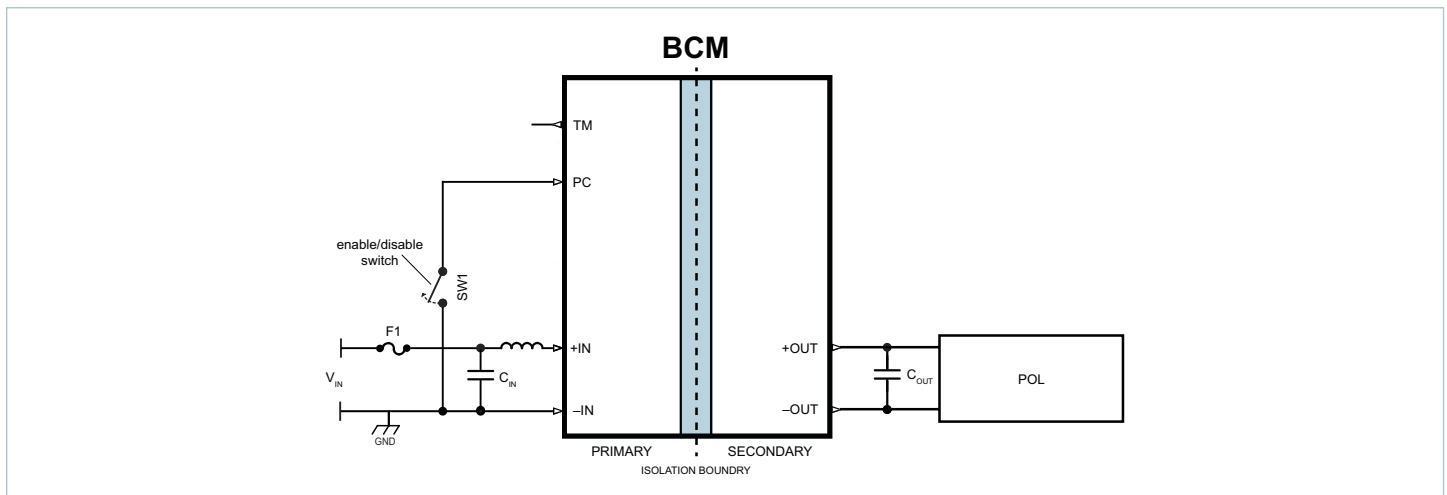 BCM
TM
PC
enable/disable
switch
SW1
F1
+IN
+OUT
V_IN
C_IN
C_OUT
POL
–IN
–OUT
GND
PRIMARY
SECONDARY
ISOLATION BOUNDRY